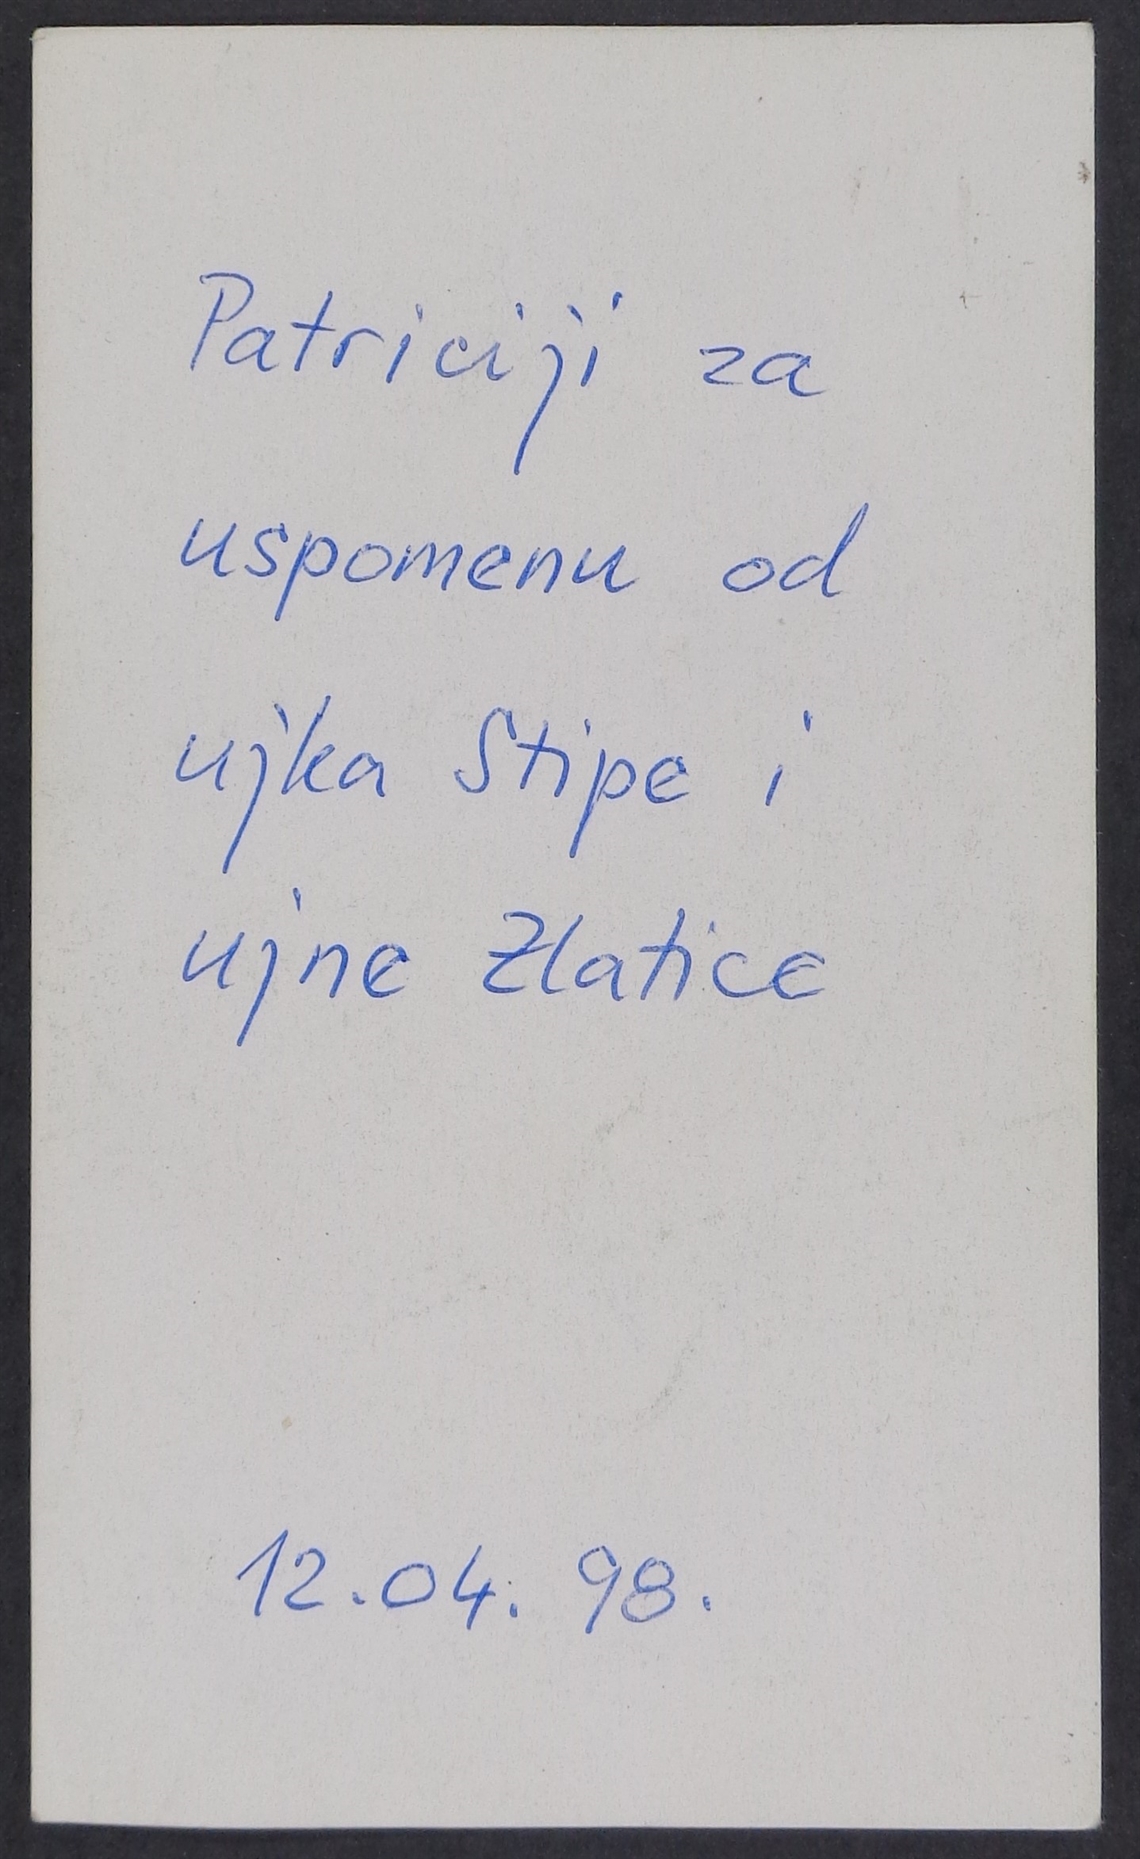 Patriciji za
uspomenu od
ujka Stipe i
ujne Zlatice
12.04. 98.